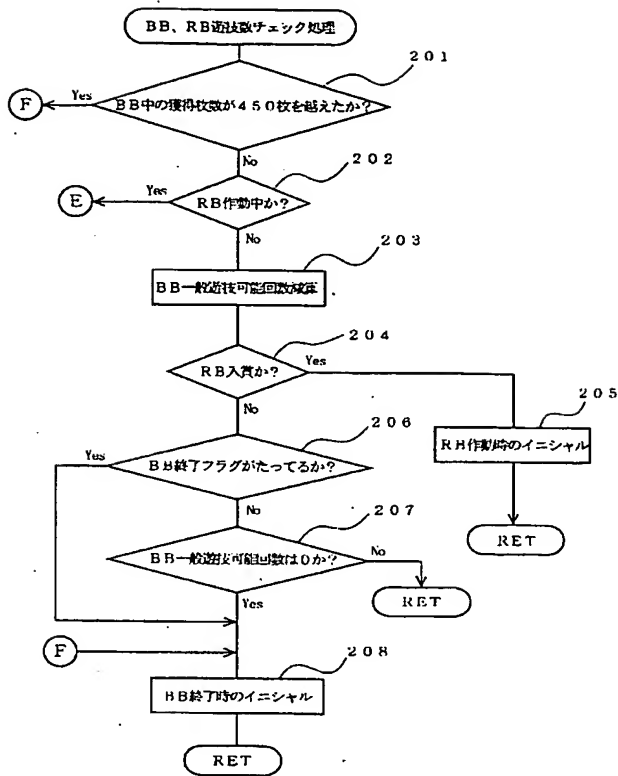 BB、RB遊技数チェック処理
201
F
Yes
BB中の獲得枚数が450枚を越えたか?
No
202
E
Yes
RB作動中か?
No
203
BB一般遊技可能回数減算
204
RB入賞か?
Yes
No
205
RB作動時のイニシャル
206
Yes
BB終了フラグがたってるか?
No
RET
207
BB一般遊技可能回数は0か?
No
RET
Yes
F
208
BB終了時のイニシャル
RET